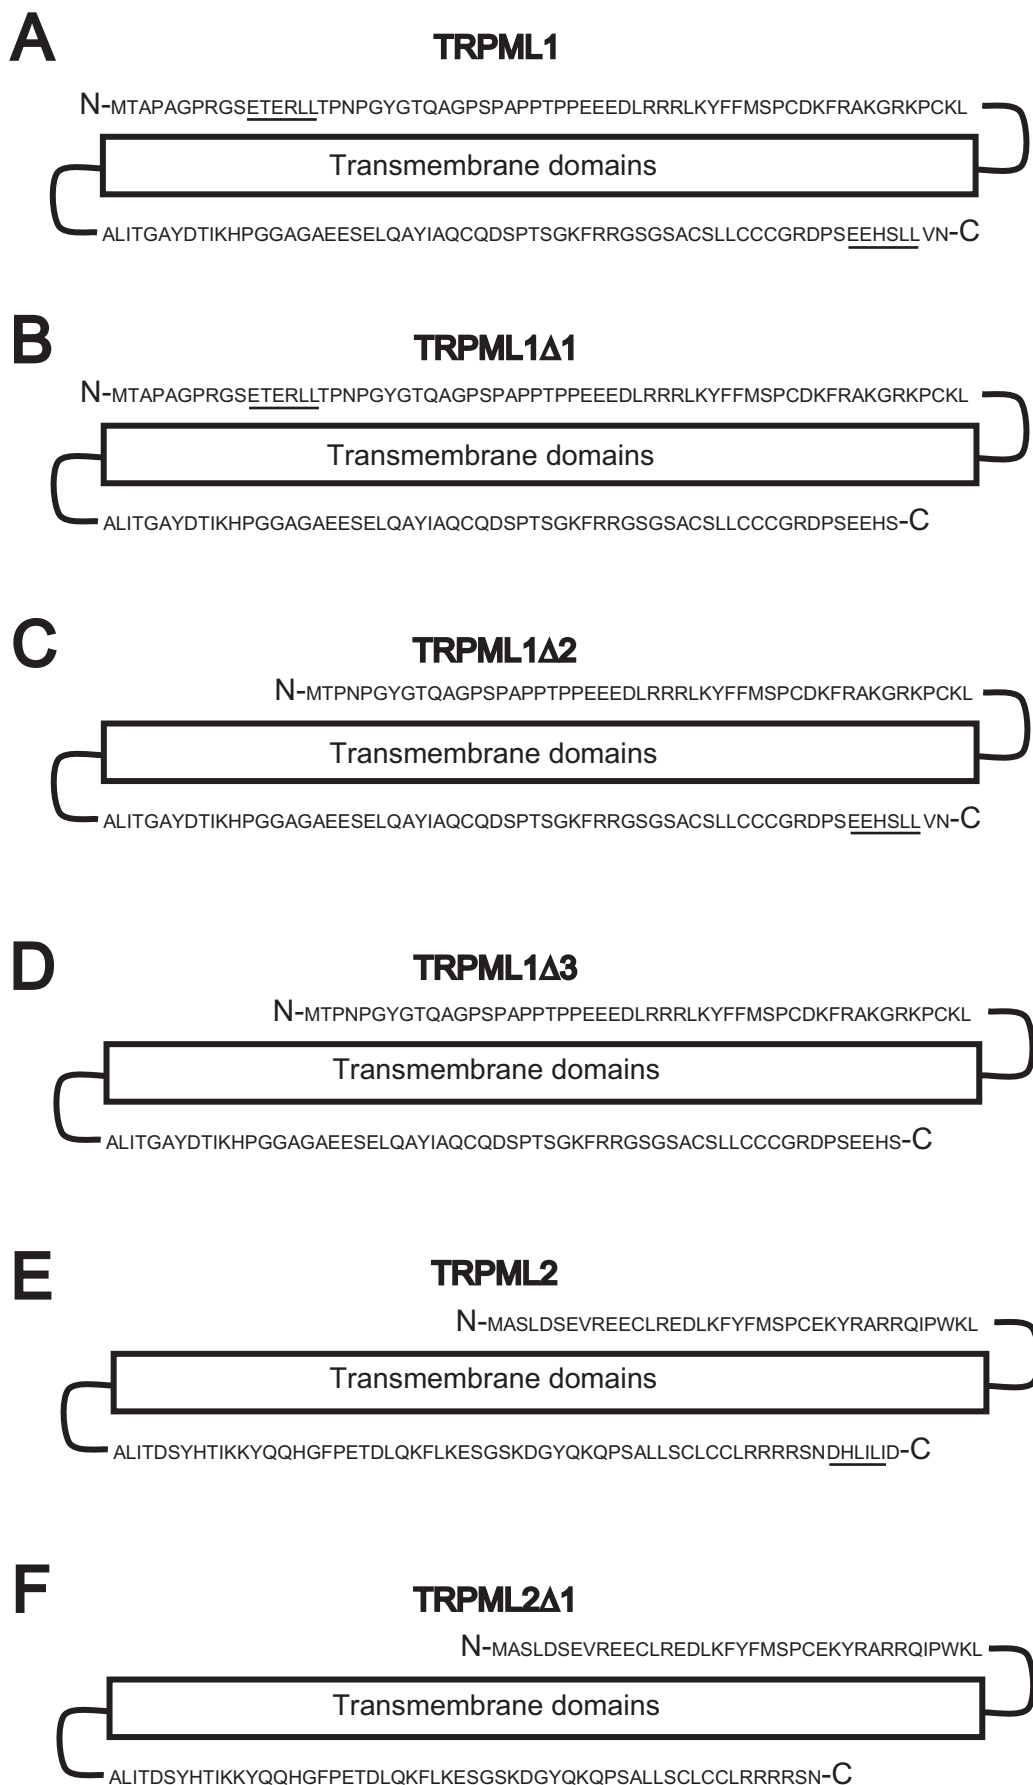 A
TRPML1
N-MTAPAGPRGSETERLLTPNPGYGTQAGPSPAPPTPPEEEDLRRRLKYFFMSPCDKFRAKGRKPCKL
Transmembrane domains
ALITGAYDTIKHPGGAGAEESELQAYIAQCQDSPTSGKFRRGSGSACSLLCCCGRDPSEEHSLLVN-C
B
TRPML1Δ1
N-MTAPAGPRGSETERLLTPNPGYGTQAGPSPAPPTPPEEEDLRRRLKYFFMSPCDKFRAKGRKPCKL
Transmembrane domains
ALITGAYDTIKHPGGAGAEESELQAYIAQCQDSPTSGKFRRGSGSACSLLCCCGRDPSEEHS-C
C
TRPML1Δ2
N-MTPNPGYGTQAGPSPAPPTPPEEEDLRRRLKYFFMSPCDKFRAKGRKPCKL
Transmembrane domains
ALITGAYDTIKHPGGAGAEESELQAYIAQCQDSPTSGKFRRGSGSACSLLCCCGRDPSEEHSLLVN-C
D
TRPML1Δ3
N-MTPNPGYGTQAGPSPAPPTPPEEEDLRRRLKYFFMSPCDKFRAKGRKPCKL
Transmembrane domains
ALITGAYDTIKHPGGAGAEESELQAYIAQCQDSPTSGKFRRGSGSACSLLCCCGRDPSEEHS-C
E
TRPML2
N-MASLDSEVREECLREDLKFYFMSPCEKYRARRQIPWKL
Transmembrane domains
ALITDSYHTIKKYQQHGFPETDLQKFLKESGSKDGYQKQPSALLSCLCCLRRRRSNDHLILID-C
F
TRPML2Δ1
N-MASLDSEVREECLREDLKFYFMSPCEKYRARRQIPWKL
Transmembrane domains
ALITDSYHTIKKYQQHGFPETDLQKFLKESGSKDGYQKQPSALLSCLCCLRRRRSN-C